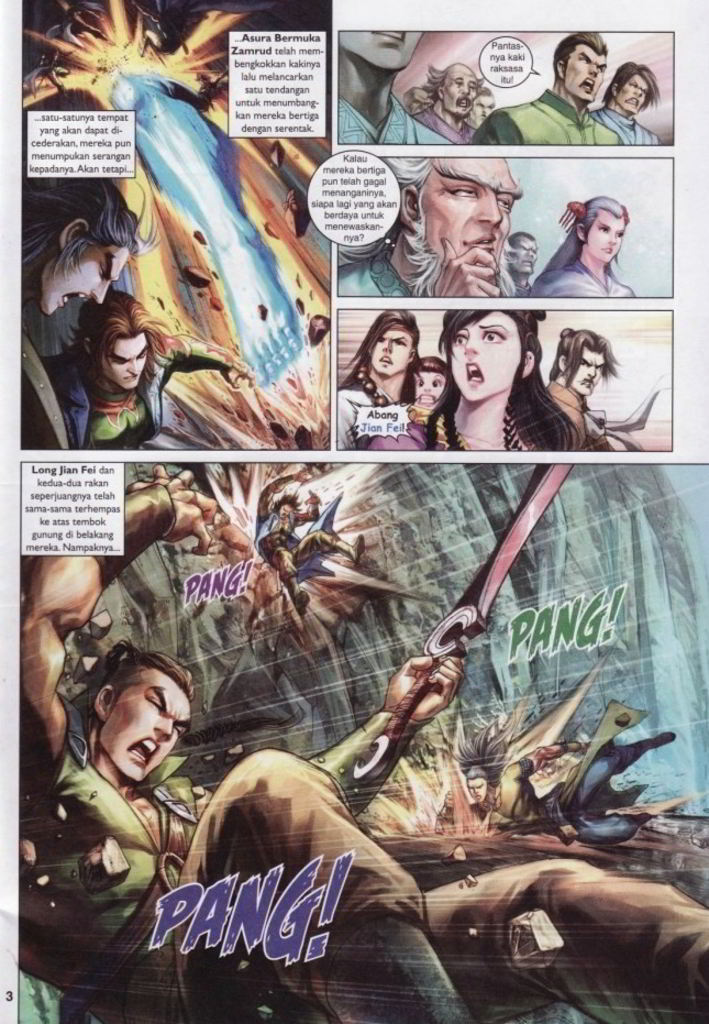 ...satu-satunya tempat
yang akan dapat di-
cederakan, mereka pun
menumpukan serangan
kepadanya. Akan tetapi...
...Asura Bermuka
Zamrud telah mem-
bengkokkan kakinya
lalu melancarkan
satu tendangan
untuk menumbang-
kan mereka bertiga
dengan serentak.
Pantas-
nya kaki
raksasa
itu!
Kalau
mereka bertiga
pun telah gagal
menanganinya,
siapa lagi yang akan
berdaya untuk
menewaskan-
nya?
Abang
Jian Fei!
Long Jian Fei dan
kedua-dua rakan
seperjuangnya telah
sama-sama terhempas
ke atas tembok
gunung di belakang
mereka. Nampaknya...
PANG!
PANG!
PANG!
3